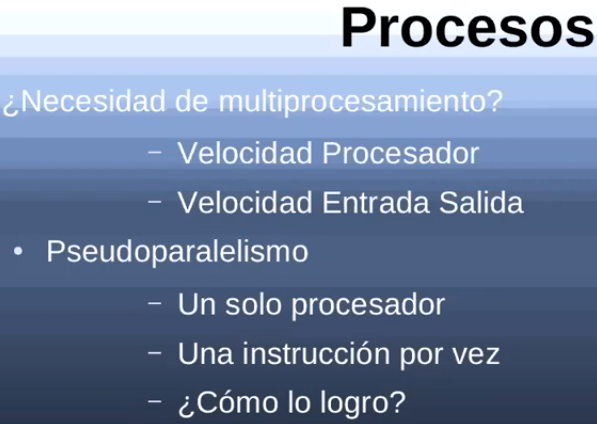 Procesos
¿Necesidad de multiprocesamiento?
– Velocidad Procesador
– Velocidad Entrada Salida
• Pseudoparalelismo
– Un solo procesador
– Una instrucción por vez
– ¿Cómo lo logro?